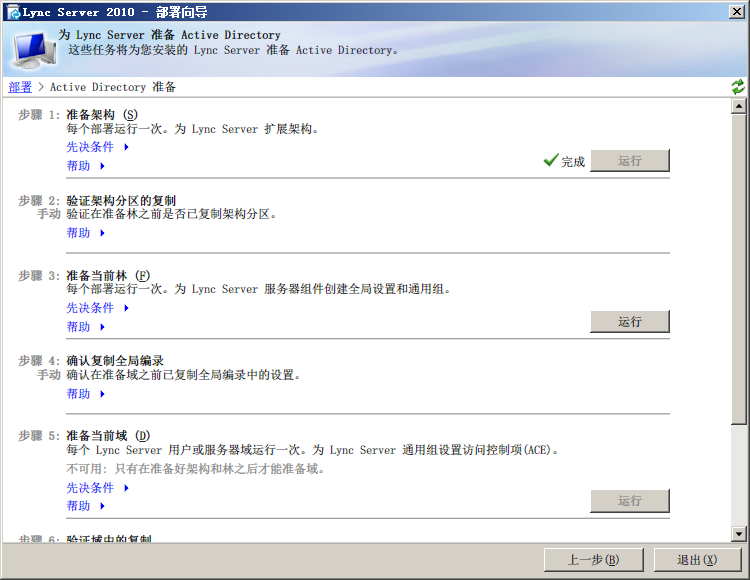 Lync Server 2010 - 部署向导
为 Lync Server 准备 Active Directory
这些任务将为您安装的 Lync Server 准备 Active Directory。
部署 > Active Directory 准备
步骤 1: 准备架构 (S)
每个部署运行一次。为 Lync Server 扩展架构。
先决条件
帮助
完成 运行
步骤 2: 验证架构分区的复制
手动 验证在准备林之前是否已复制架构分区。
帮助
步骤 3: 准备当前林 (F)
每个部署运行一次。为 Lync Server 服务器组件创建全局设置和通用组。
先决条件
帮助
运行
步骤 4: 确认复制全局编录
手动 确认在准备域之前已复制全局编录中的设置。
帮助
步骤 5: 准备当前域 (D)
每个 Lync Server 用户或服务器域运行一次。为 Lync Server 通用组设置访问控制项(ACE)。
不可用: 只有在准备好架构和林之后才能准备域。
先决条件
帮助
运行
步骤 6: 验证域中的复制
上一步(B) 退出(X)